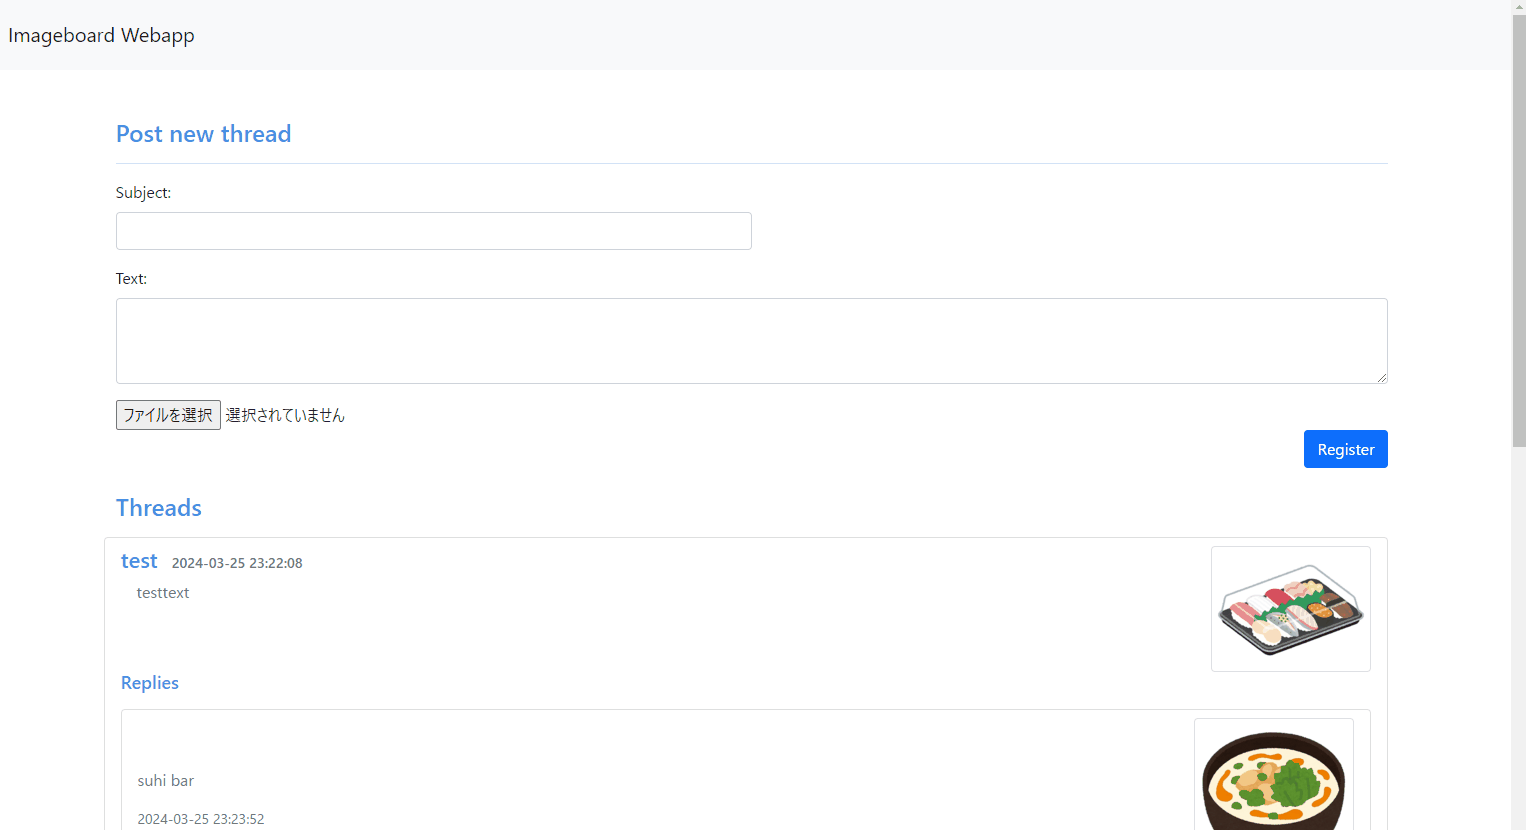 Imageboard Webapp
Post new thread
Subject:
Text:
ファイルを選択 選択されていません
Register
Threads
test 2024-03-25 23:22:08
testtext
Replies
suhi bar
2024-03-25 23:23:52